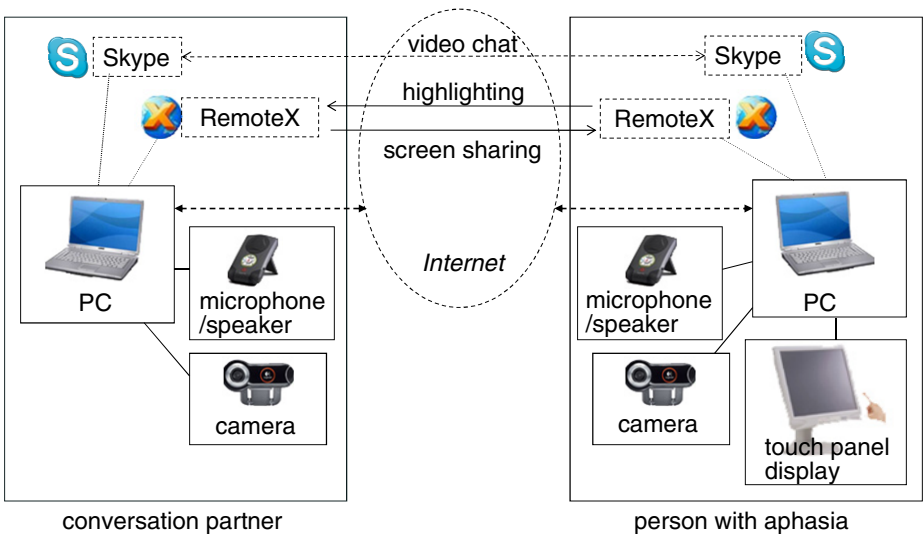 video chat
Skype
Skype
highlighting
RemoteX
RemoteX
screen sharing
Internet
PC
microphone
/speaker
camera
PC
microphone
/speaker
camera
touch panel
display
conversation partner
person with aphasia